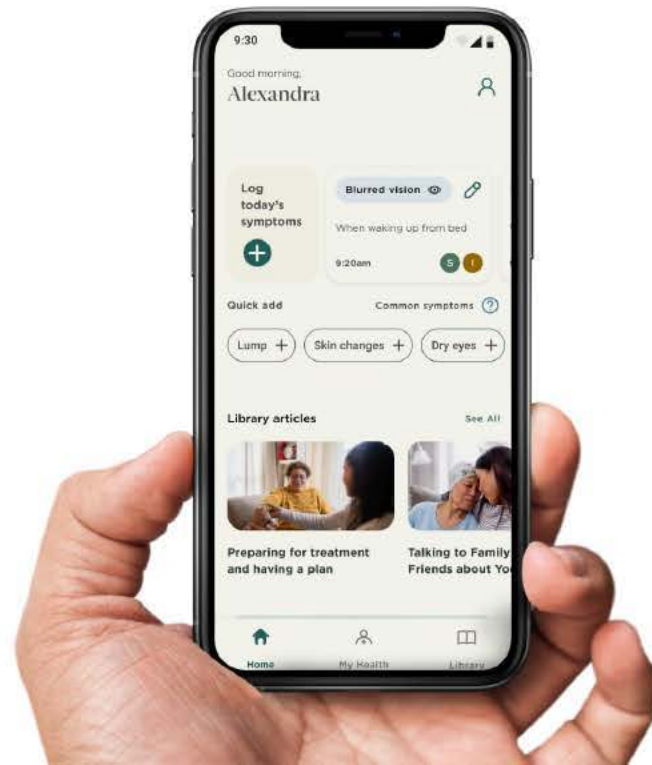 9:30
Good morning,
Alexandra
Log
today's
symptoms
Blurred vision
When waking up from bed
9:20am
S I
Quick add
Common symptoms ?
Lump +
Skin changes +
Dry eyes +
Library articles
See All
Preparing for treatment
and having a plan
Talking to Family
Friends about Yo
Home
My Health
Library